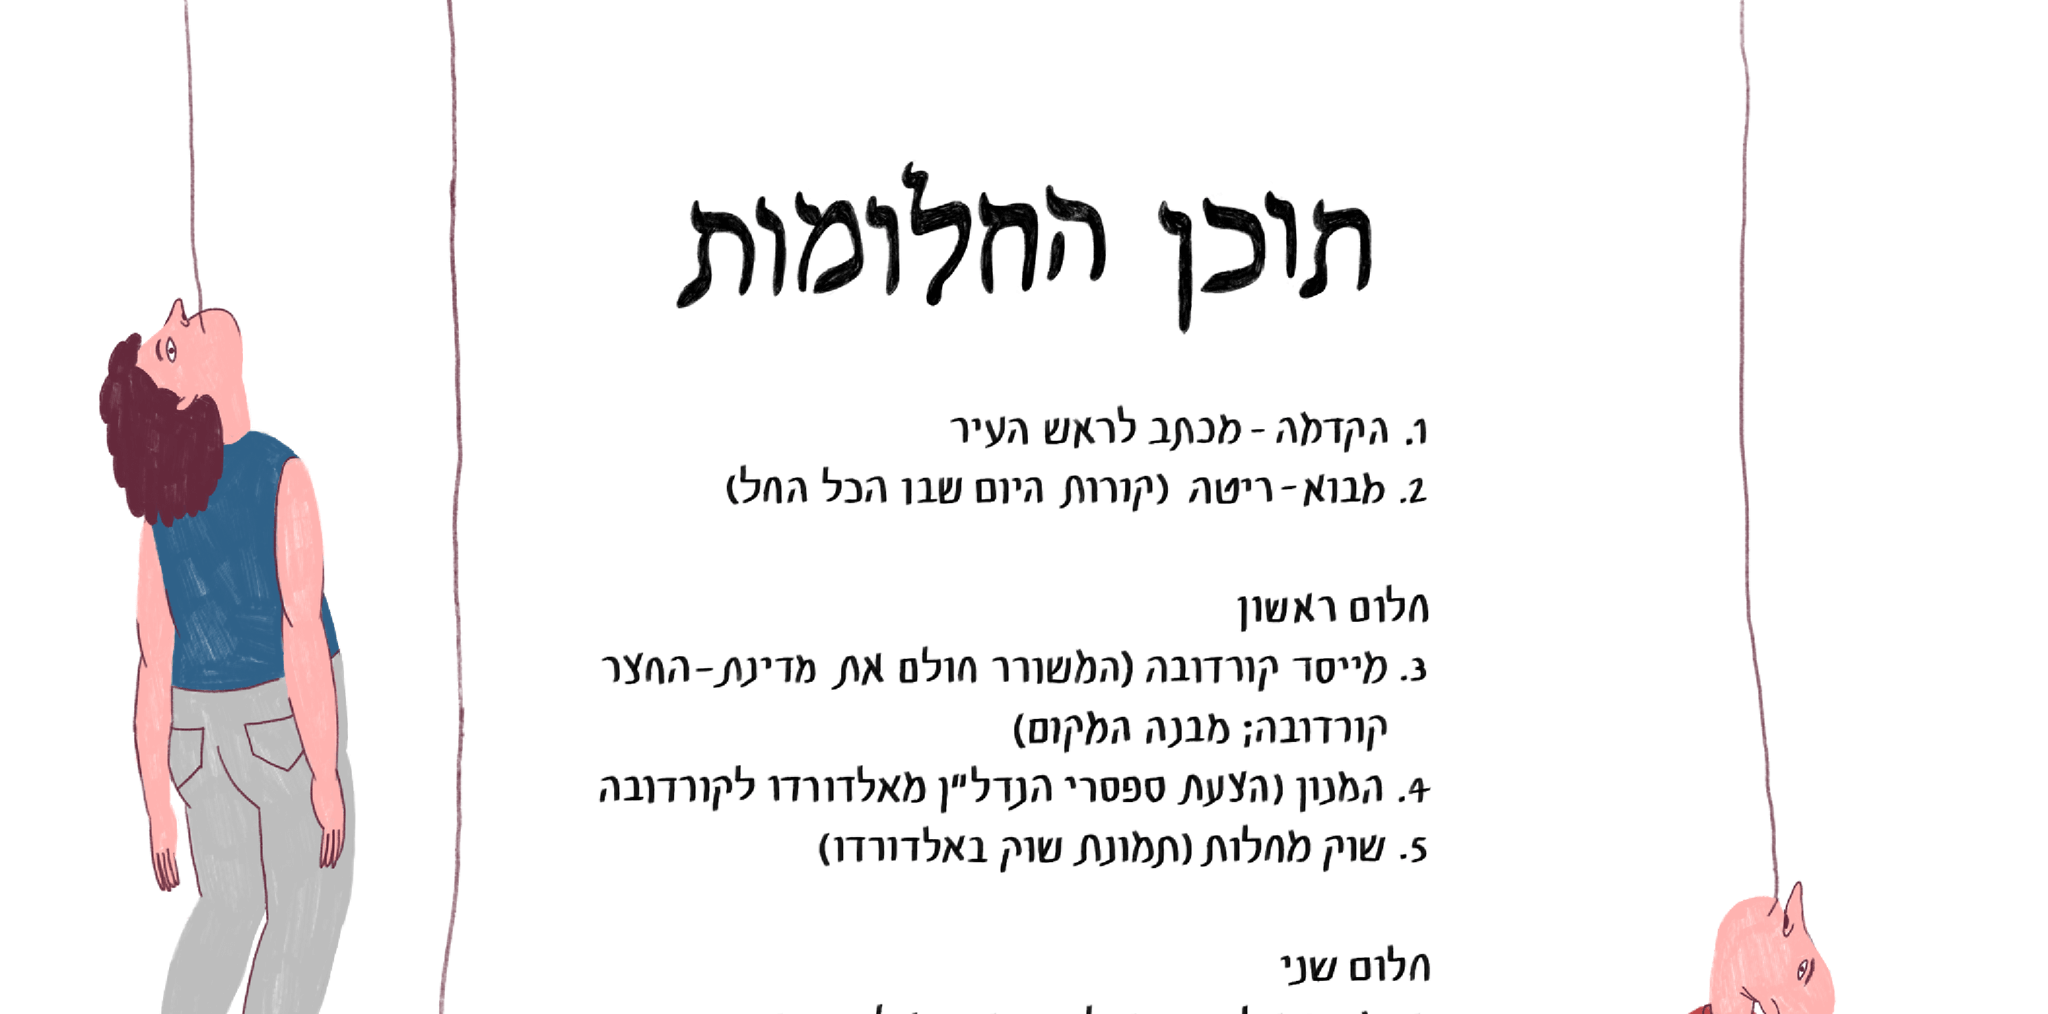 תוכן החלומות
1. הקדמה - מכתב לראש העיר
2. מבוא - ריטה (קורות היום שבו הכל החל)
חלום ראשון
3. מייסד קורדובה (המשורר חולם את מדינת-החצר
קורדובה; מבנה המקום)
4. המנון (הצעת ספסרי הנדל"ן מאלדורדו לקורדובה
5. שוק מחלות (תמונת שוק באלדורדו)
חלום שני